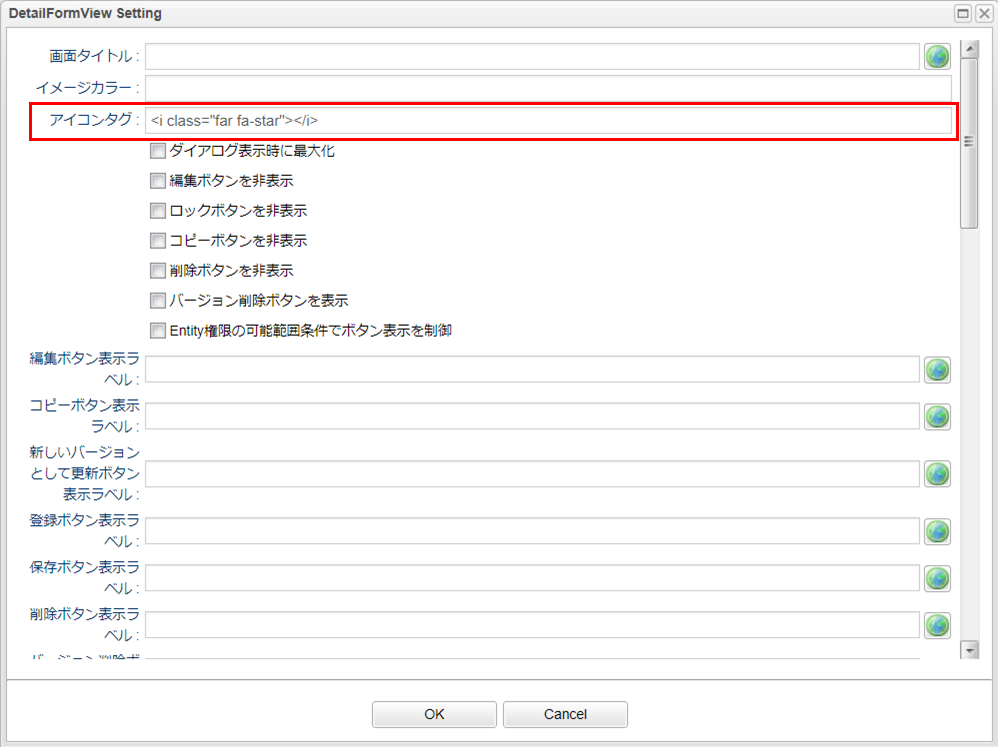 DetailFormView Setting
画面タイトル :
イメージカラー :
アイコンタグ : <i class="far fa-star"></i>
ダイアログ表示時に最大化
編集ボタンを非表示
ロックボタンを非表示
コピーボタンを非表示
削除ボタンを非表示
バージョン削除ボタンを表示
Entity権限の可能範囲条件でボタン表示を制御
編集ボタン表示ラ
ベル :
コピーボタン表示
ラベル :
新しいバージョン
として更新ボタン
表示ラベル :
登録ボタン表示ラ
ベル :
保存ボタン表示ラ
ベル :
削除ボタン表示ラ
ベル :
バージョン削除ボ
OK Cancel